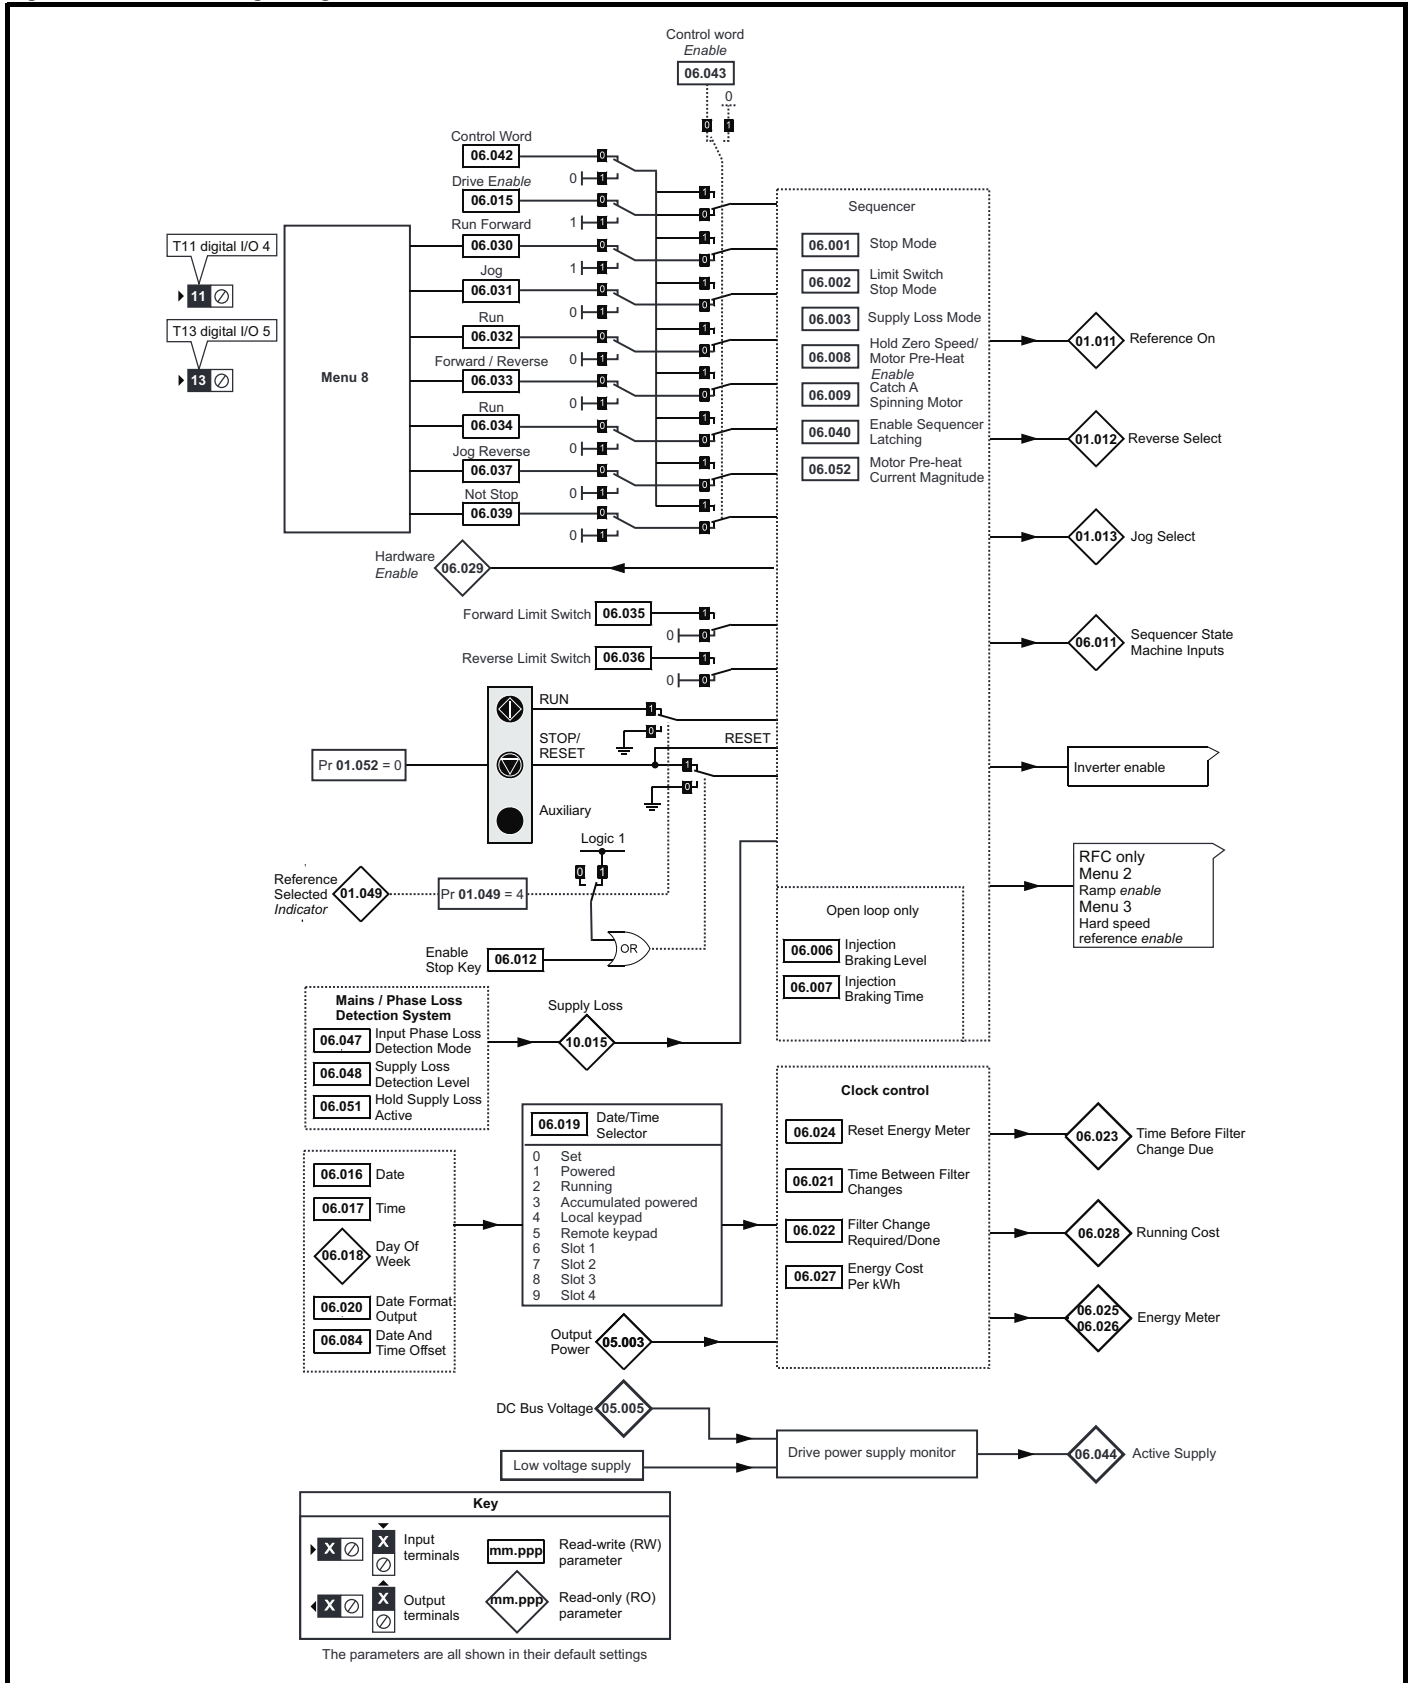 Control word
Enable
06.043
0
0 1
Control Word
06.042
0
0 1
Drive Enable
06.015
0
1 1
1
0
Run Forward
06.030
0
1 1
1
0
Jog
06.031
0
0 1
1
0
Run
06.032
0
0 1
1
0
Forward / Reverse
06.033
0
0 1
1
0
Run
06.034
0
0 1
1
0
Jog Reverse
06.037
0
0 1
1
0
Not Stop
06.039
0
0 1
1
0
T11 digital I/O 4
11
T13 digital I/O 5
13
Menu 8
Sequencer
06.001 Stop Mode
06.002 Limit Switch
Stop Mode
06.003 Supply Loss Mode
06.008 Hold Zero Speed/
Motor Pre-Heat
Enable
06.009 Catch A
Spinning Motor
06.040 Enable Sequencer
Latching
06.052 Motor Pre-heat
Current Magnitude
01.011 Reference On
01.012 Reverse Select
01.013 Jog Select
06.011 Sequencer State
Machine Inputs
Inverter enable
RFC only
Menu 2
Ramp enable
Menu 3
Hard speed
reference enable
Hardware
Enable
06.029
Forward Limit Switch 06.035 1
0 0
Reverse Limit Switch 06.036 1
0 0
RUN
1
0
STOP/
RESET
RESET
1
0
Pr 01.052 = 0
Auxiliary
Logic 1
0 1
Reference
Selected
Indicator
01.049
Pr 01.049 = 4
Enable
Stop Key
06.012
OR
Open loop only
06.006 Injection
Braking Level
06.007 Injection
Braking Time
Mains / Phase Loss
Detection System
06.047 Input Phase Loss
Detection Mode
06.048 Supply Loss
Detection Level
06.051 Hold Supply Loss
Active
Supply Loss
10.015
06.016 Date
06.017 Time
06.018 Day Of
Week
06.020 Date Format
Output
06.084 Date And
Time Offset
06.019 Date/Time
Selector
0 Set
1 Powered
2 Running
3 Accumulated powered
4 Local keypad
5 Remote keypad
6 Slot 1
7 Slot 2
8 Slot 3
9 Slot 4
Clock control
06.024 Reset Energy Meter
06.021 Time Between Filter
Changes
06.022 Filter Change
Required/Done
06.027 Energy Cost
Per kWh
06.023 Time Before Filter
Change Due
06.028 Running Cost
06.025
06.026
Energy Meter
Output
Power
05.003
DC Bus Voltage 05.005
Low voltage supply
Drive power supply monitor
06.044 Active Supply
Key
X X Input
terminals
mm.ppp Read-write (RW)
parameter
X X Output
terminals
mm.ppp Read-only (RO)
parameter
The parameters are all shown in their default settings